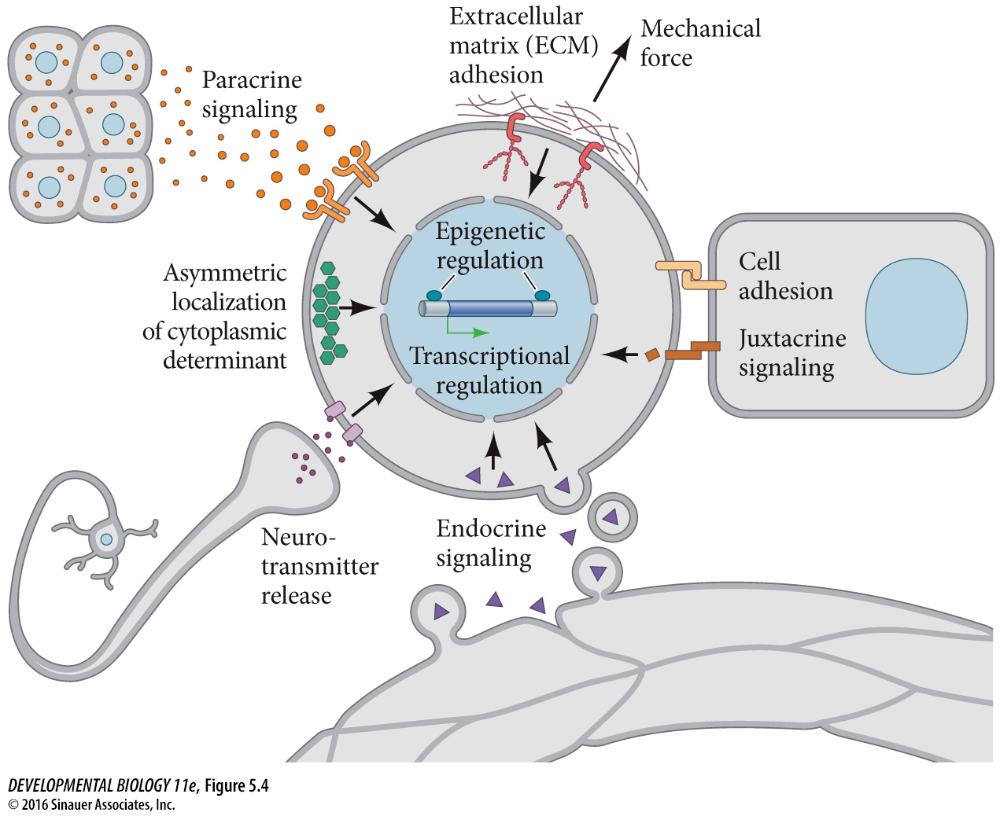 Extracellular
matrix (ECM)
adhesion
Mechanical
force
Paracrine
signaling
Epigenetic
regulation
Transcriptional
regulation
Asymmetric
localization
of cytoplasmic
determinant
Cell
adhesion
Juxtacrine
signaling
Neuro-
transmitter
release
Endocrine
signaling
DEVELOPMENTAL BIOLOGY 11e, Figure 5.4
© 2016 Sinauer Associates, Inc.